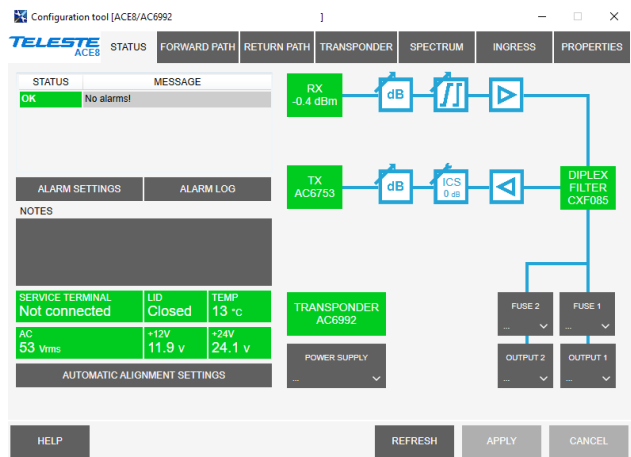 Configuration tool [ACE8/AC6992 ]
TELESTE
ACE8
STATUS
FORWARD PATH
RETURN PATH
TRANSPONDER
SPECTRUM
INGRESS
PROPERTIES
STATUS MESSAGE
OK No alarms!
ALARM SETTINGS
ALARM LOG
NOTES
SERVICE TERMINAL
Not connected
LID
Closed
TEMP
13 °C
AC
53 Vrms
+12V
11.9 V
+24V
24.1 V
AUTOMATIC ALIGNMENT SETTINGS
RX
-0.4 dBm
dB
TX
AC6753
dB
ICS
0 dB
DIPLEX
FILTER
CXF085
TRANSPONDER
AC6992
POWER SUPPLY
...
FUSE 2
...
FUSE 1
...
OUTPUT 2
...
OUTPUT 1
...
HELP
REFRESH
APPLY
CANCEL